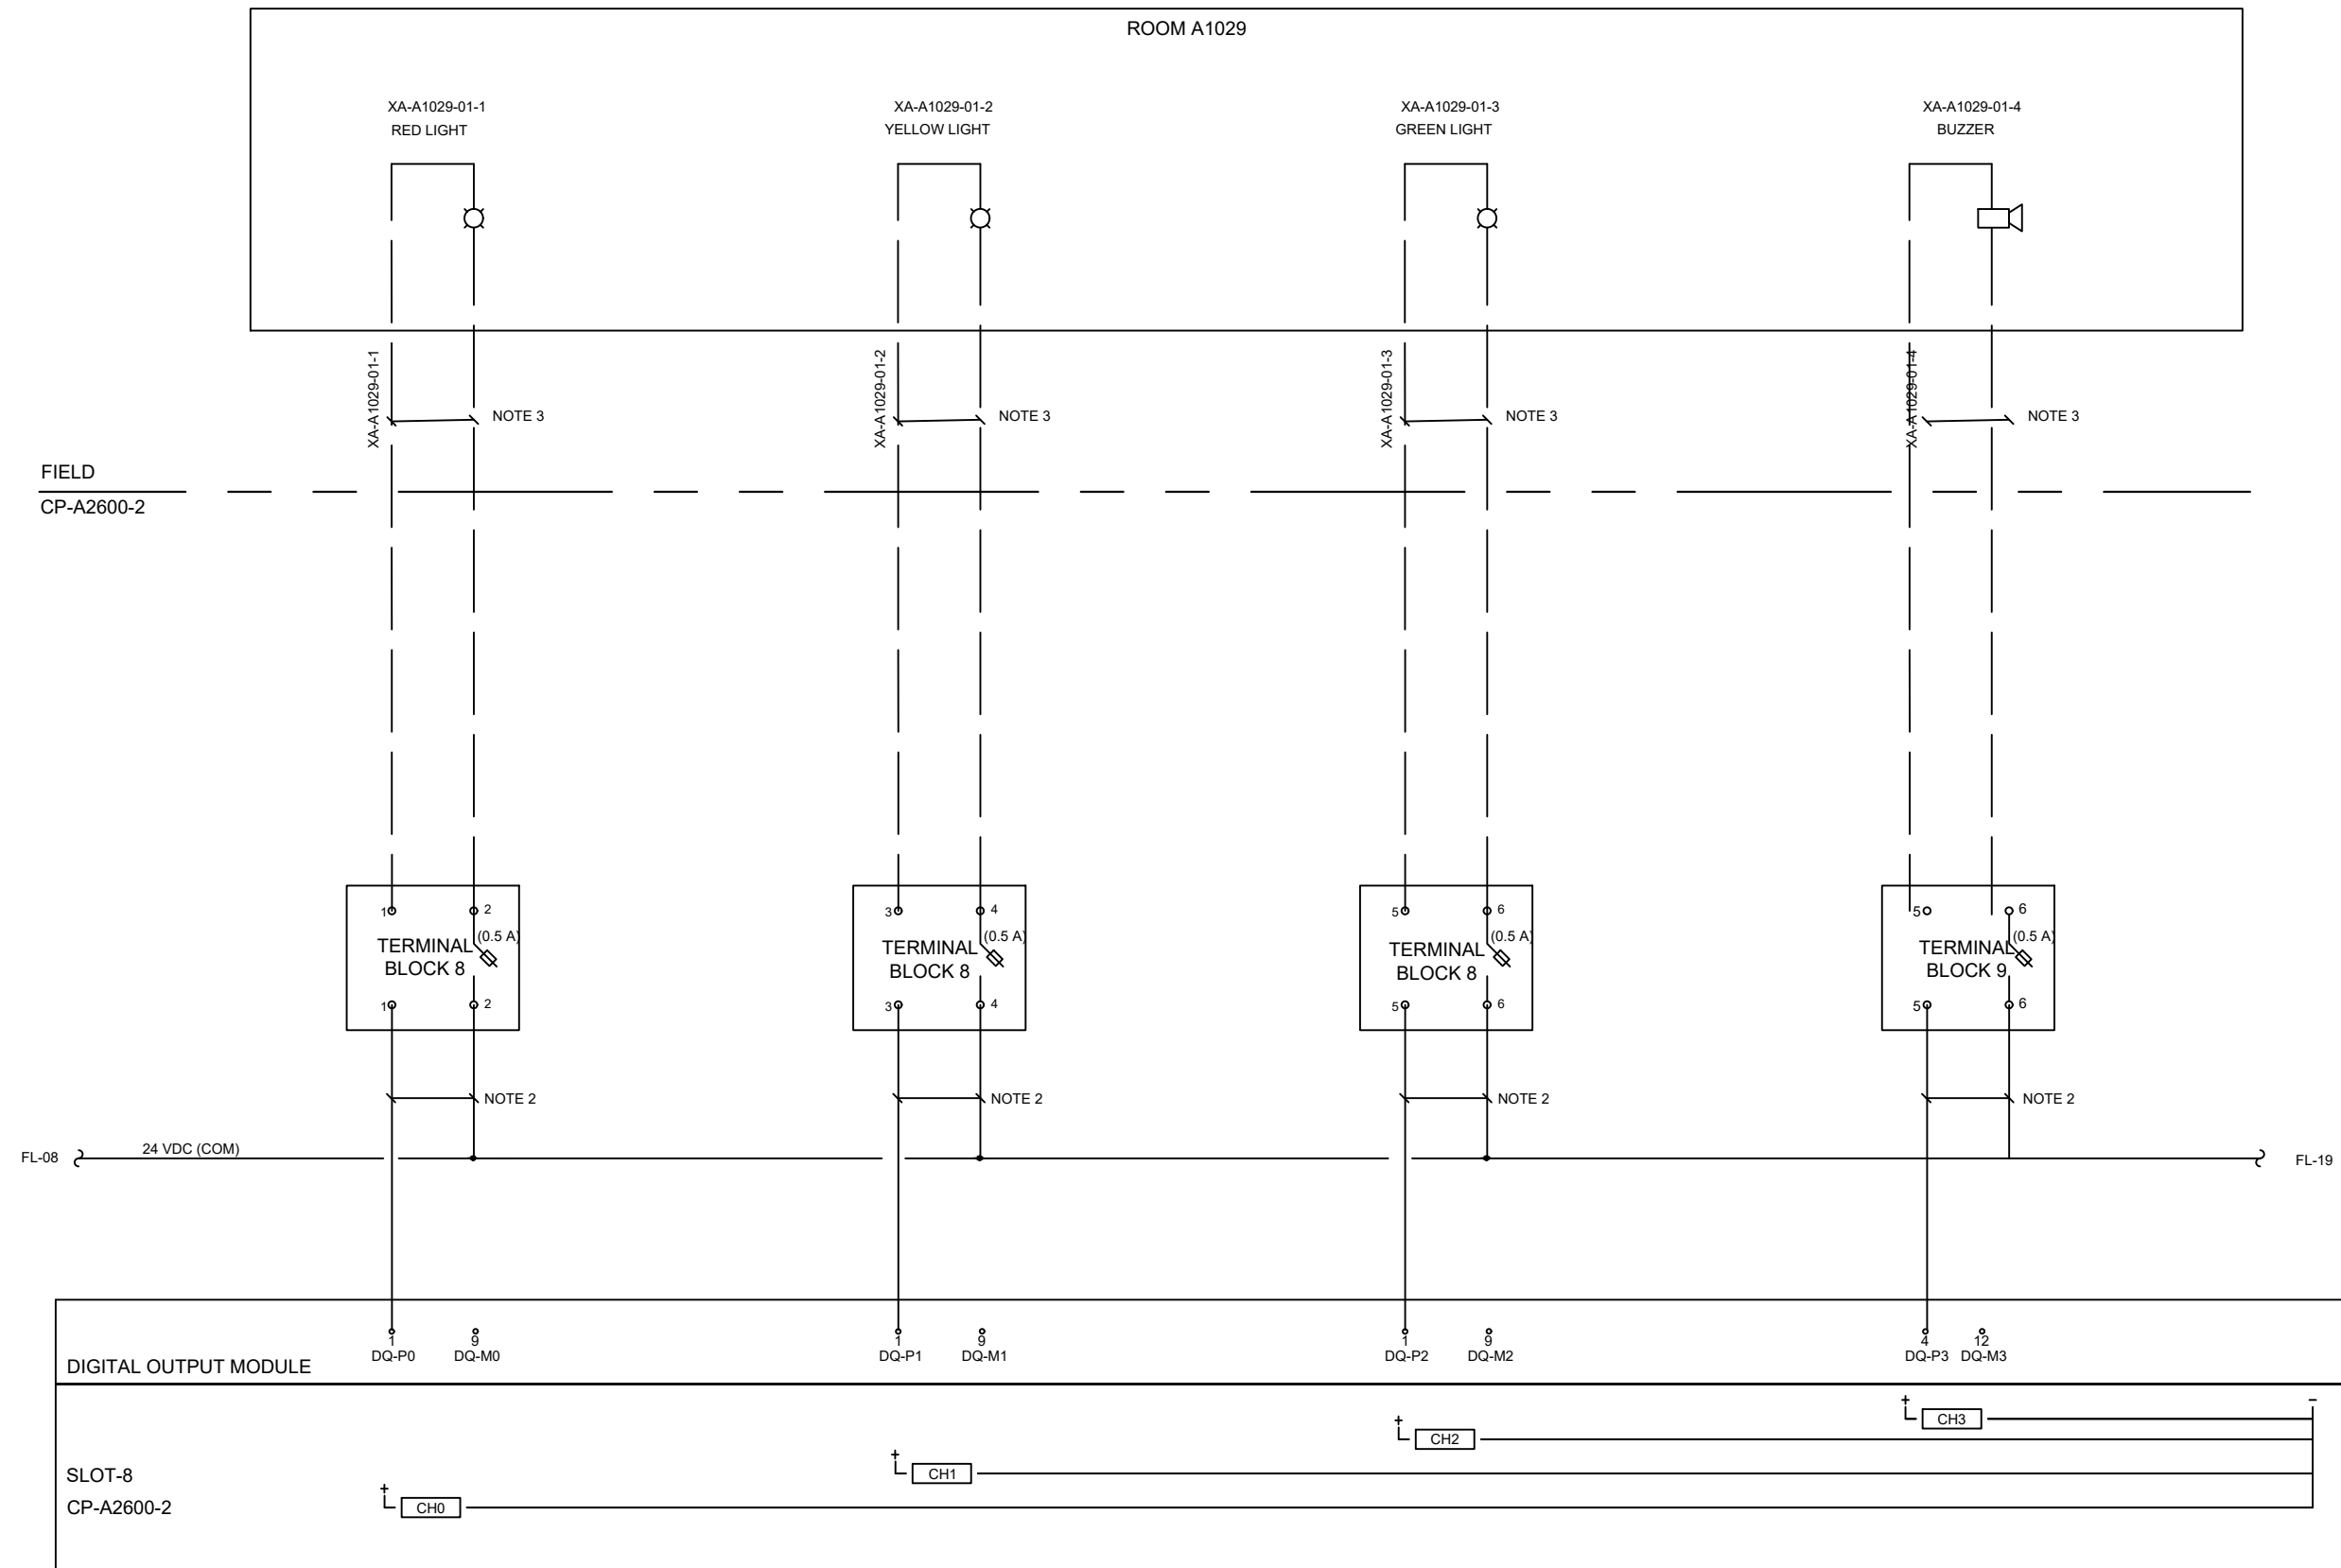 ROOM A1029
XA-A1029-01-1
RED LIGHT
XA-A1029-01-2
YELLOW LIGHT
XA-A1029-01-3
GREEN LIGHT
XA-A1029-01-4
BUZZER
XA-A1029-01-1
NOTE 3
XA-A1029-01-2
NOTE 3
XA-A1029-01-3
NOTE 3
XA-A1029-01-4
NOTE 3
FIELD
CP-A2600-2
1
2
(0.5 A)
TERMINAL
BLOCK 8
1
2
3
4
(0.5 A)
TERMINAL
BLOCK 8
3
4
5
6
(0.5 A)
TERMINAL
BLOCK 8
5
6
5
6
(0.5 A)
TERMINAL
BLOCK 9
5
6
NOTE 2
NOTE 2
NOTE 2
NOTE 2
FL-08
24 VDC (COM)
FL-19
1
DQ-P0
9
DQ-M0
1
DQ-P1
9
DQ-M1
1
DQ-P2
9
DQ-M2
4
DQ-P3
12
DQ-M3
DIGITAL OUTPUT MODULE
+
CH3
-
+
CH2
+
CH1
SLOT-8
+
CH0
CP-A2600-2